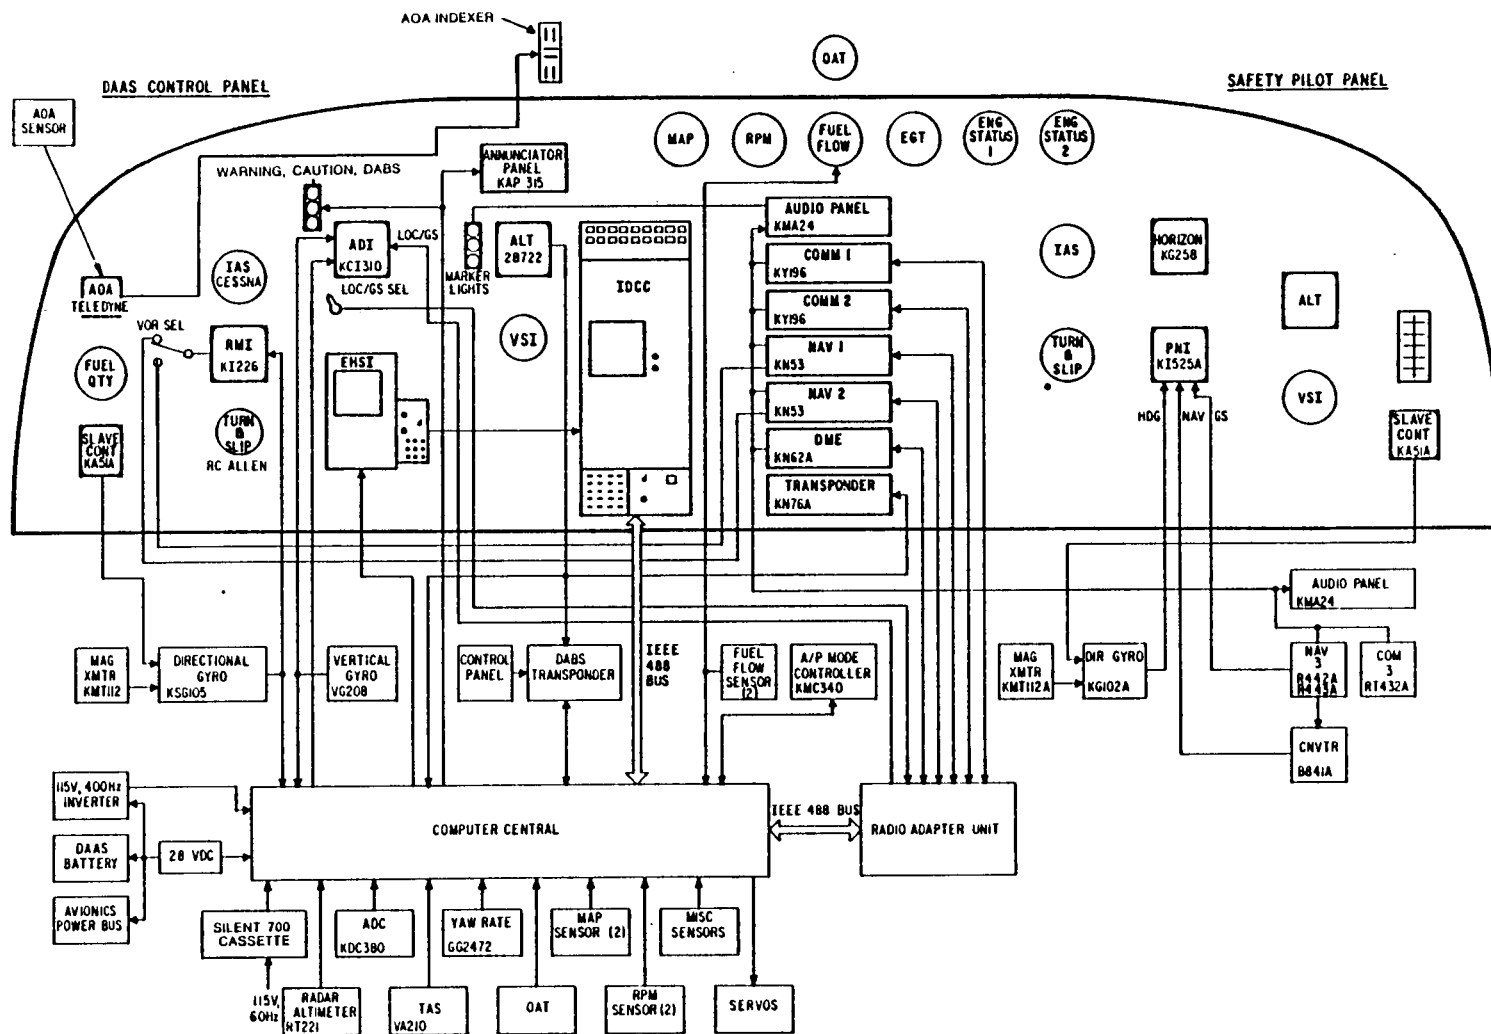 AOA INDEXER
OAT
DAAS CONTROL PANEL
SAFETY PILOT PANEL
AOA
SENSOR
MAP
RPM
FUEL
FLOW
EGT
ENG
STATUS
1
ENG
STATUS
2
ANNUNCIATOR
PANEL
KAP 315
WARNING, CAUTION, DABS
ADI
KCI310
LOC/GS
MARKER
LIGHTS
ALT
28722
IDCC
AUDIO PANEL
KMA24
COMM 1
KY196
COMM 2
KY196
NAV 1
KN53
NAV 2
KN53
DME
KN62A
TRANSPONDER
KN76A
IAS
CESSNA
AOA
TELEDYNE
LOC/GS SEL
VSI
VOR SEL
RMI
KI226
EHSI
FUEL
QTY
TURN
&
SLIP
RC ALLEN
SLAVE
CONT
KA51A
IAS
HORIZON
KG258
ALT
TURN
&
SLIP
PNI
KI525A
VSI
HDG
NAV
GS
SLAVE
CONT
KA51A
AUDIO PANEL
KMA24
MAG
XMTR
KMT112
DIRECTIONAL
GYRO
KSG105
VERTICAL
GYRO
VG208
CONTROL
PANEL
DABS
TRANSPONDER
IEEE
488
BUS
FUEL
FLOW
SENSOR
(2)
A/P MODE
CONTROLLER
KMC340
MAG
XMTR
KMT112A
DIR GYRO
KG102A
NAV
3
R442A
R443A
COM
3
RT432A
CNVTR
B841A
115V, 400Hz
INVERTER
DAAS
BATTERY
28 VDC
AVIONICS
POWER BUS
COMPUTER CENTRAL
IEEE 488 BUS
RADIO ADAPTER UNIT
SILENT 700
CASSETTE
ADC
KDC380
YAW RATE
GG2472
MAP
SENSOR (2)
MISC
SENSORS
115V,
60Hz
RADAR
ALTIMETER
RT221
TAS
VA210
OAT
RPM
SENSOR (2)
SERVOS